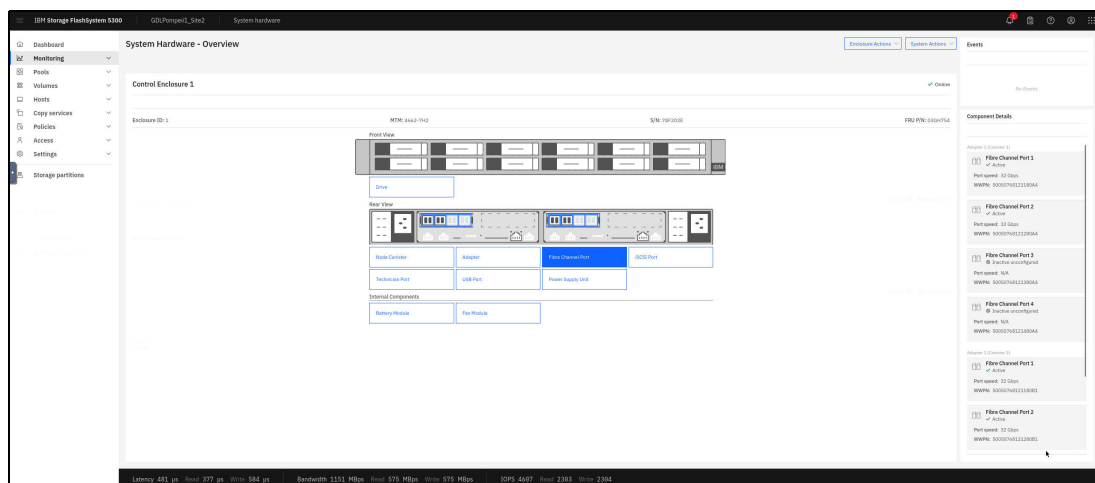 IBM Storage FlashSystem 5300 GDLPompeii1_Site2 System hardware
Dashboard
Monitoring
Pools
Volumes
Hosts
Copy services
Policies
Access
Settings
Storage partitions
System Hardware - Overview
Enclosure Actions
System Actions
Control Enclosure 1
Online
Enclosure ID: 1
MTM: 4662-7H2
FRU P/N: 03GH754
Front View
IBM
Drive
Rear View
Node Canister Adapter Fibre Channel Port iSCSI Port
Technician Port USB Port Power Supply Unit
Internal Components
Battery Module Fan Module
Events
No Events
Component Details
Fibre Channel Port 1
Active
Port speed: 32 Gbps
Fibre Channel Port 2
Active
Port speed: 32 Gbps
Fibre Channel Port 3
Inactive unconfigured
Port speed: N/A
Fibre Channel Port 4
Inactive unconfigured
Port speed: N/A
Fibre Channel Port 1
Active
Port speed: 32 Gbps
Fibre Channel Port 2
Active
Port speed: 32 Gbps
Latency 481 µs Read 377 µs Write 584 µs Bandwidth 1151 MBps Read 575 MBps Write 575 MBps IOPS 4607 Read 2303 Write 2304